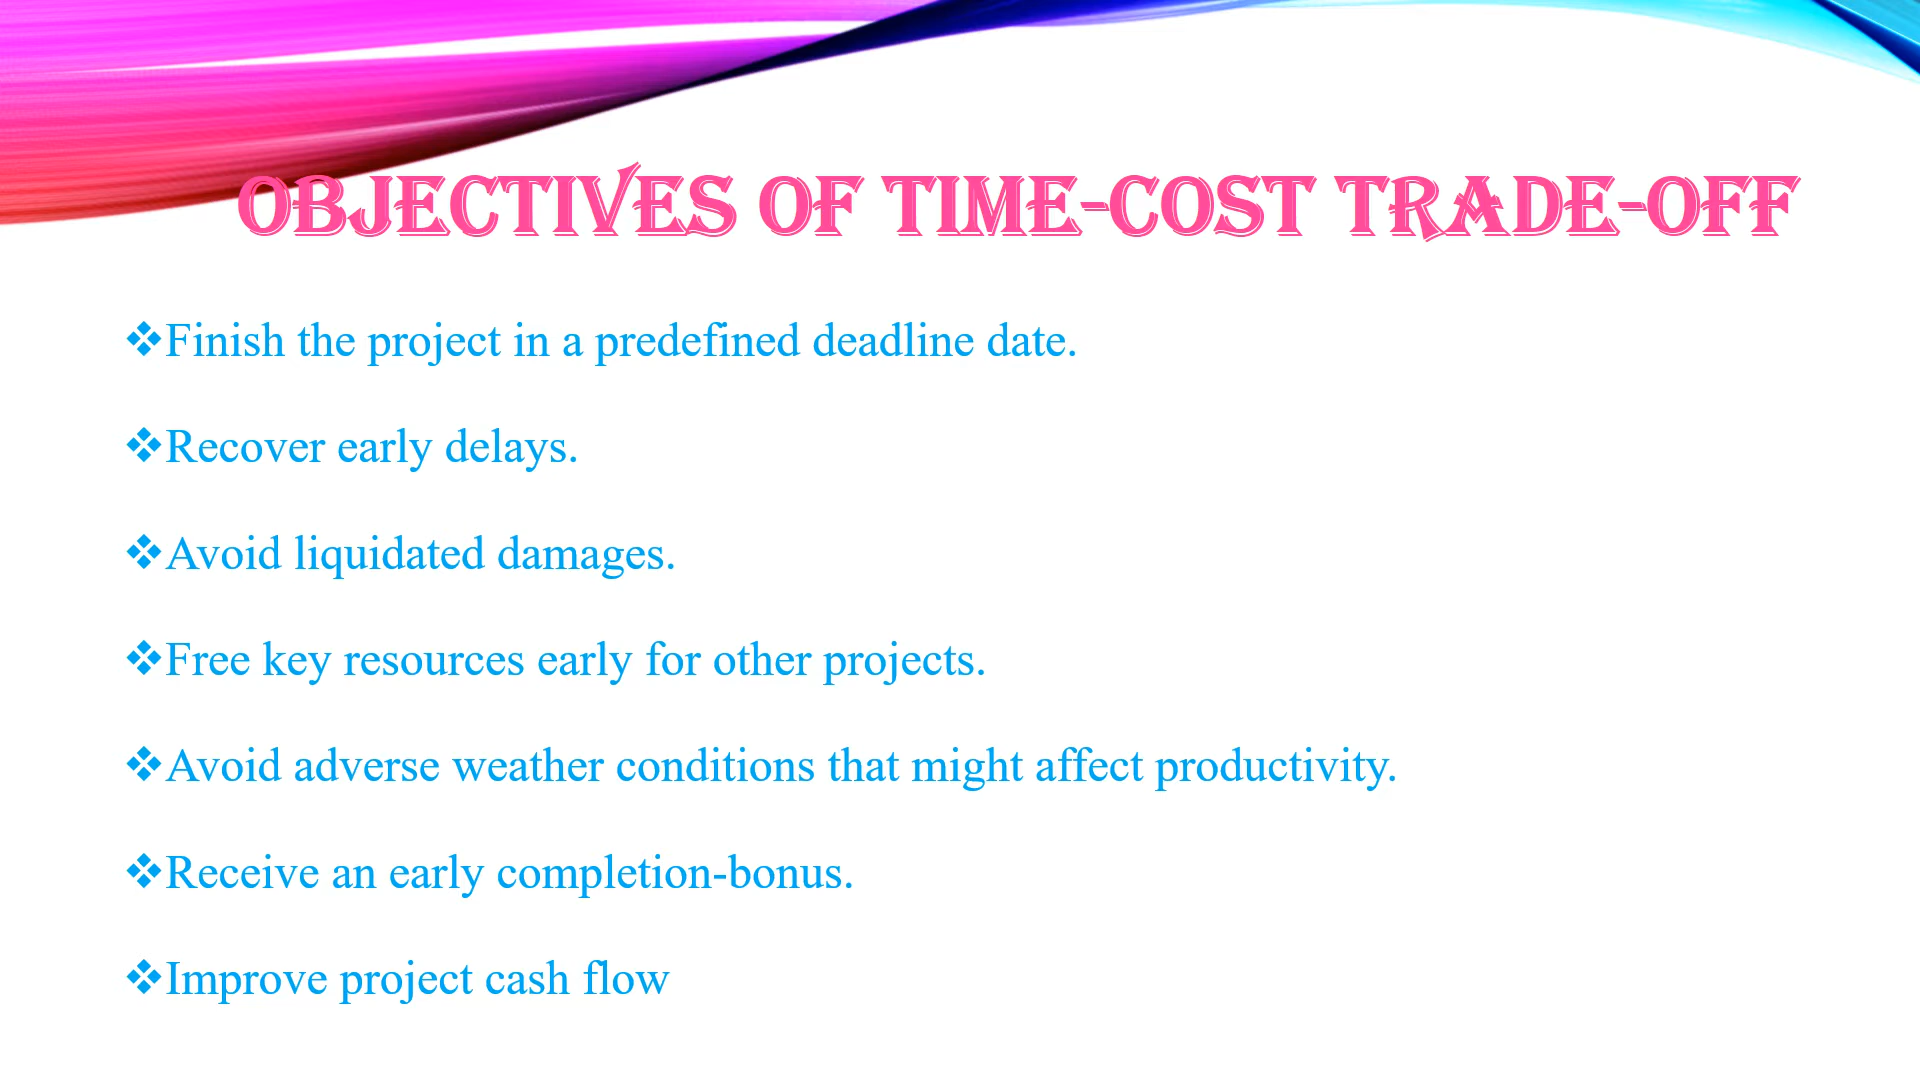 OBJECTIVES OF TIME-COST TRADE-OFF
❖Finish the project in a predefined deadline date.
❖Recover early delays.
❖Avoid liquidated damages.
❖Free key resources early for other projects.
❖Avoid adverse weather conditions that might affect productivity.
❖Receive an early completion-bonus.
❖Improve project cash flow